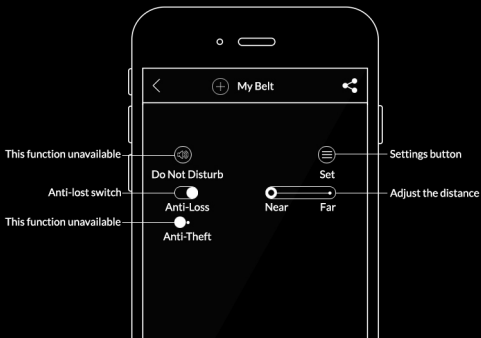 My Belt
This function unavailable
Settings button
Do Not Disturb
Set
Anti-lost switch
Adjust the distance
Anti-Loss
Near
Far
This function unavailable
Anti-Theft